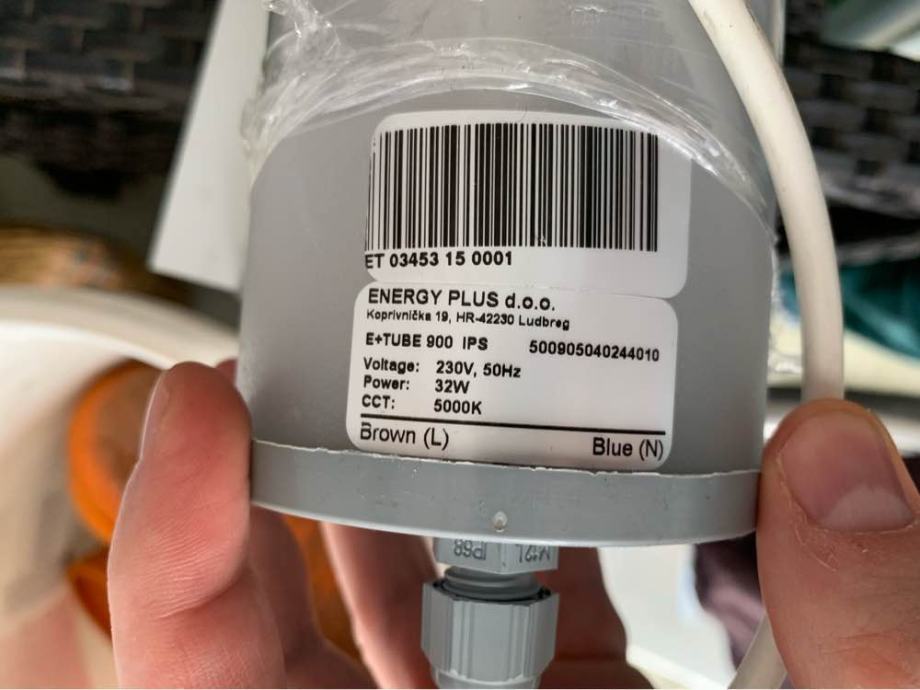 ET 03453 15 0001
ENERGY PLUS d.o.o.
Koprivnička 19, HR-42230 Ludbreg
E+TUBE 900 IPS 500905040244010
Voltage: 230V, 50Hz
Power: 32W
CCT: 5000K
Brown (L) Blue (N)
M12L IP68